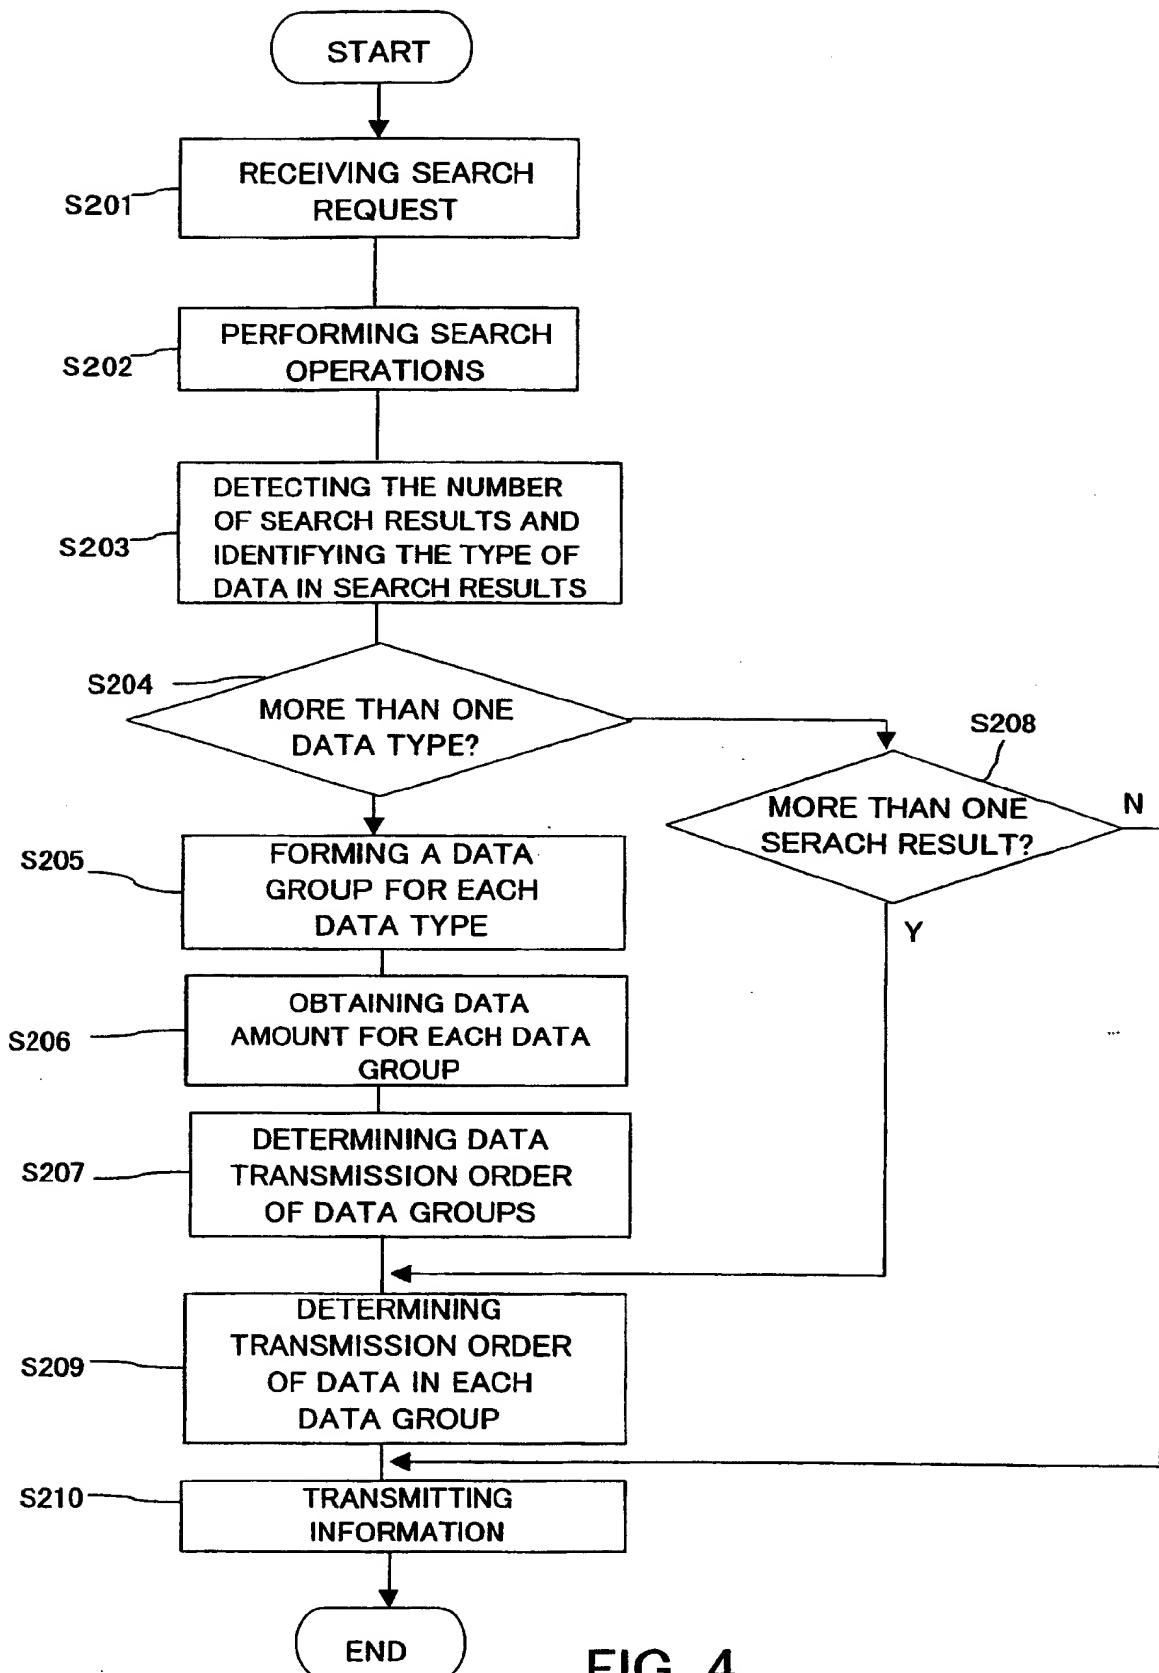 START
S201
RECEIVING SEARCH
REQUEST
S202
PERFORMING SEARCH
OPERATIONS
S203
DETECTING THE NUMBER
OF SEARCH RESULTS AND
IDENTIFYING THE TYPE OF
DATA IN SEARCH RESULTS
S204
MORE THAN ONE
DATA TYPE?
S208
MORE THAN ONE
SERACH RESULT?
N
Y
S205
FORMING A DATA
GROUP FOR EACH
DATA TYPE
S206
OBTAINING DATA
AMOUNT FOR EACH DATA
GROUP
S207
DETERMINING DATA
TRANSMISSION ORDER
OF DATA GROUPS
S209
DETERMINING
TRANSMISSION ORDER
OF DATA IN EACH
DATA GROUP
S210
TRANSMITTING
INFORMATION
END
FIG. 4